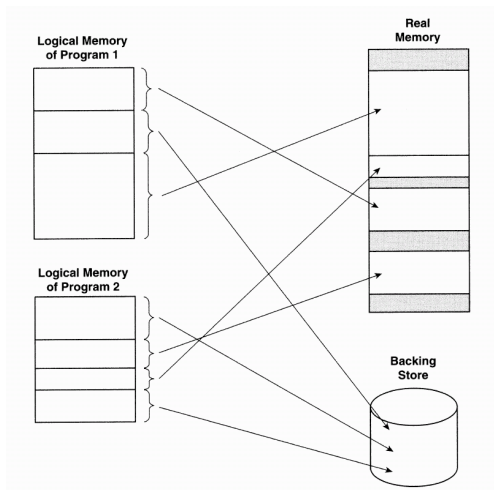 Logical Memory
of Program 1
Real
Memory
Logical Memory
of Program 2
Backing
Store